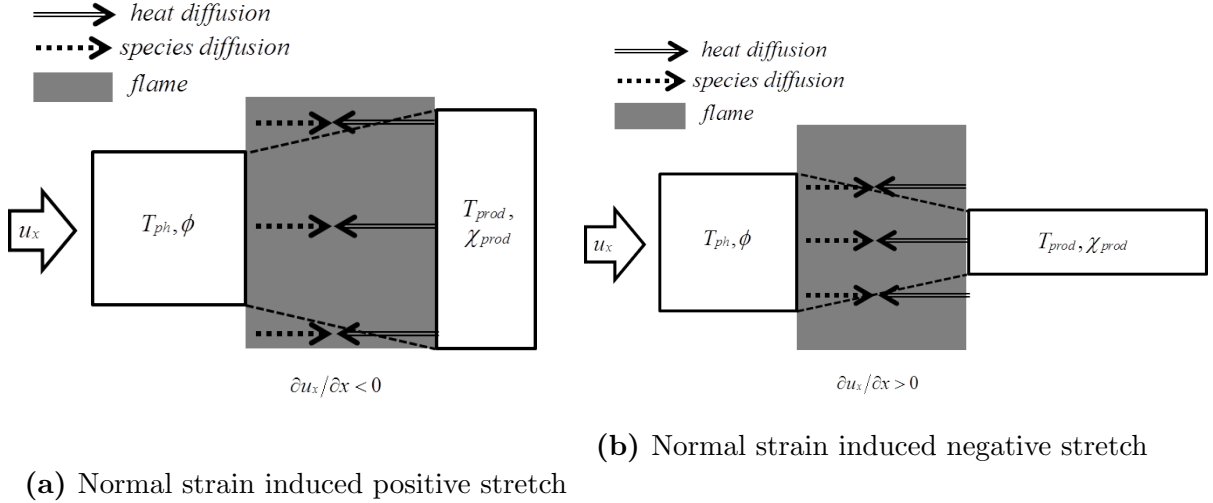 heat diffusion
species diffusion
flame
u_x
T_ph, ϕ
T_prod,
χ_prod
∂u_x/∂x < 0
(a) Normal strain induced positive stretch
heat diffusion
species diffusion
flame
u_x
T_ph, ϕ
T_prod, χ_prod
∂u_x/∂x > 0
(b) Normal strain induced negative stretch